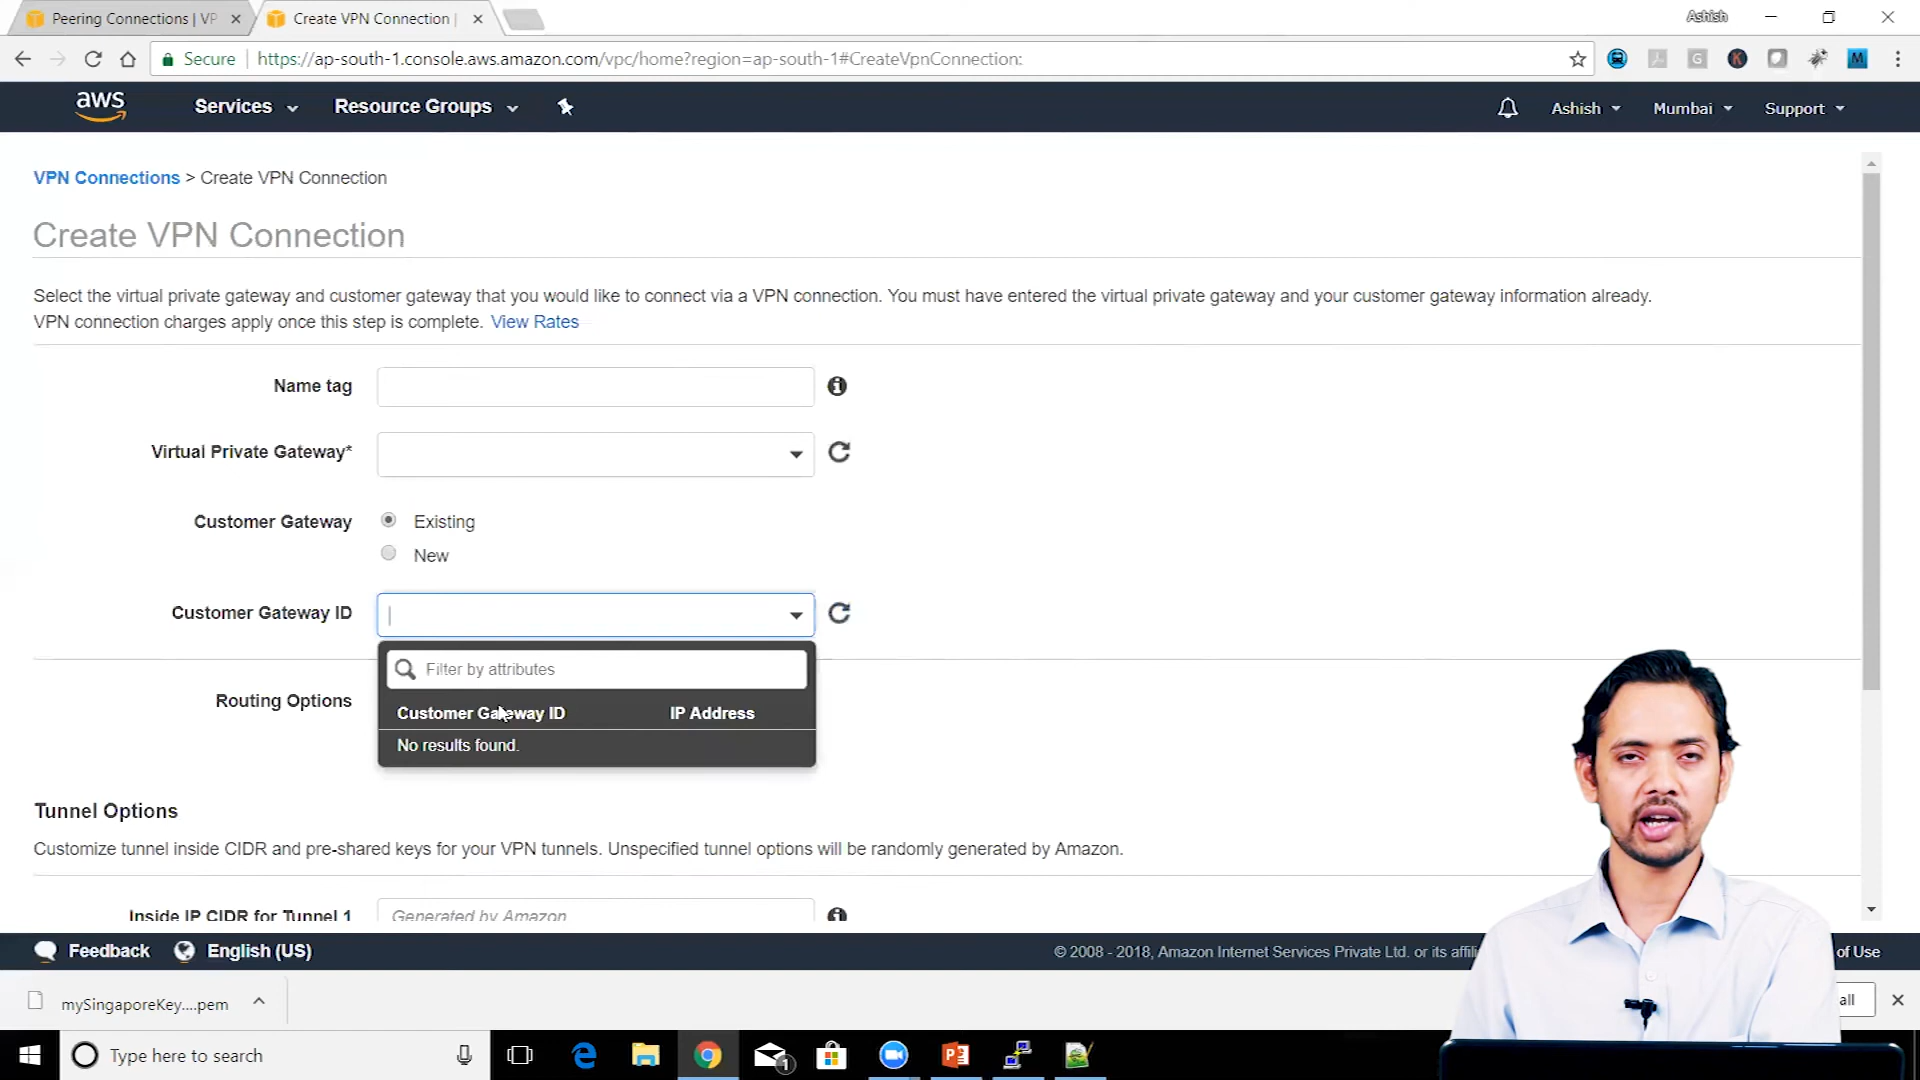 Peering Connections | VP
Create VPN Connection |
Ashish
Secure
https://ap-south-1.console.aws.amazon.com/vpc/home?region=ap-south-1#CreateVpnConnection:
G
K
M
aws
Services
Resource Groups
Ashish
Mumbai
Support
VPN Connections > Create VPN Connection
Create VPN Connection
Select the virtual private gateway and customer gateway that you would like to connect via a VPN connection. You must have entered the virtual private gateway and your customer gateway information already.
VPN connection charges apply once this step is complete. View Rates
Name tag
Virtual Private Gateway*
Customer Gateway
Existing
New
Customer Gateway ID
Filter by attributes
Routing Options
Customer Gateway ID
IP Address
No results found.
Tunnel Options
Customize tunnel inside CIDR and pre-shared keys for your VPN tunnels. Unspecified tunnel options will be randomly generated by Amazon.
Inside IP CIDR for Tunnel 1
Generated by Amazon
Feedback
English (US)
© 2008 - 2018, Amazon Internet Services Private Ltd. or its affili
of Use
mySingaporeKey....pem
all
Type here to search
1